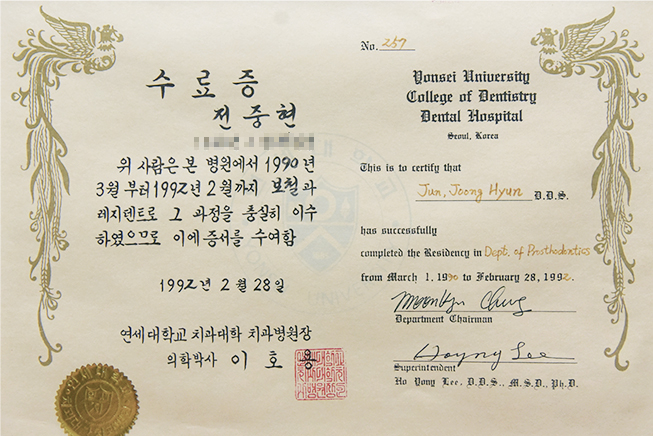 수 료 증
전 중 현
위 사람은 본 병원에서 1990년
3월 부터 1992년 2월까지 보철과
레지덴트로 그 과정을 충실히 이수
하였으므로 이에 증서를 수여함
1992년 2월 28일
연세대학교 치과대학 치과병원장
의학박사 이 호 용
No. 257
Yonsei University
College of Dentistry
Dental Hospital
Seoul, Korea
This is to certify that
Jun, Joong Hyun D.D.S.
has successfully
completed the Residency in Dept. of Prosthodontics
from March 1, 1990 to February 28, 1992.
Moonkyu Chung
Department Chairman
Ho Yong Lee
Superintendent
Ho Yong Lee, D.D.S., M.S.D., Ph.D.